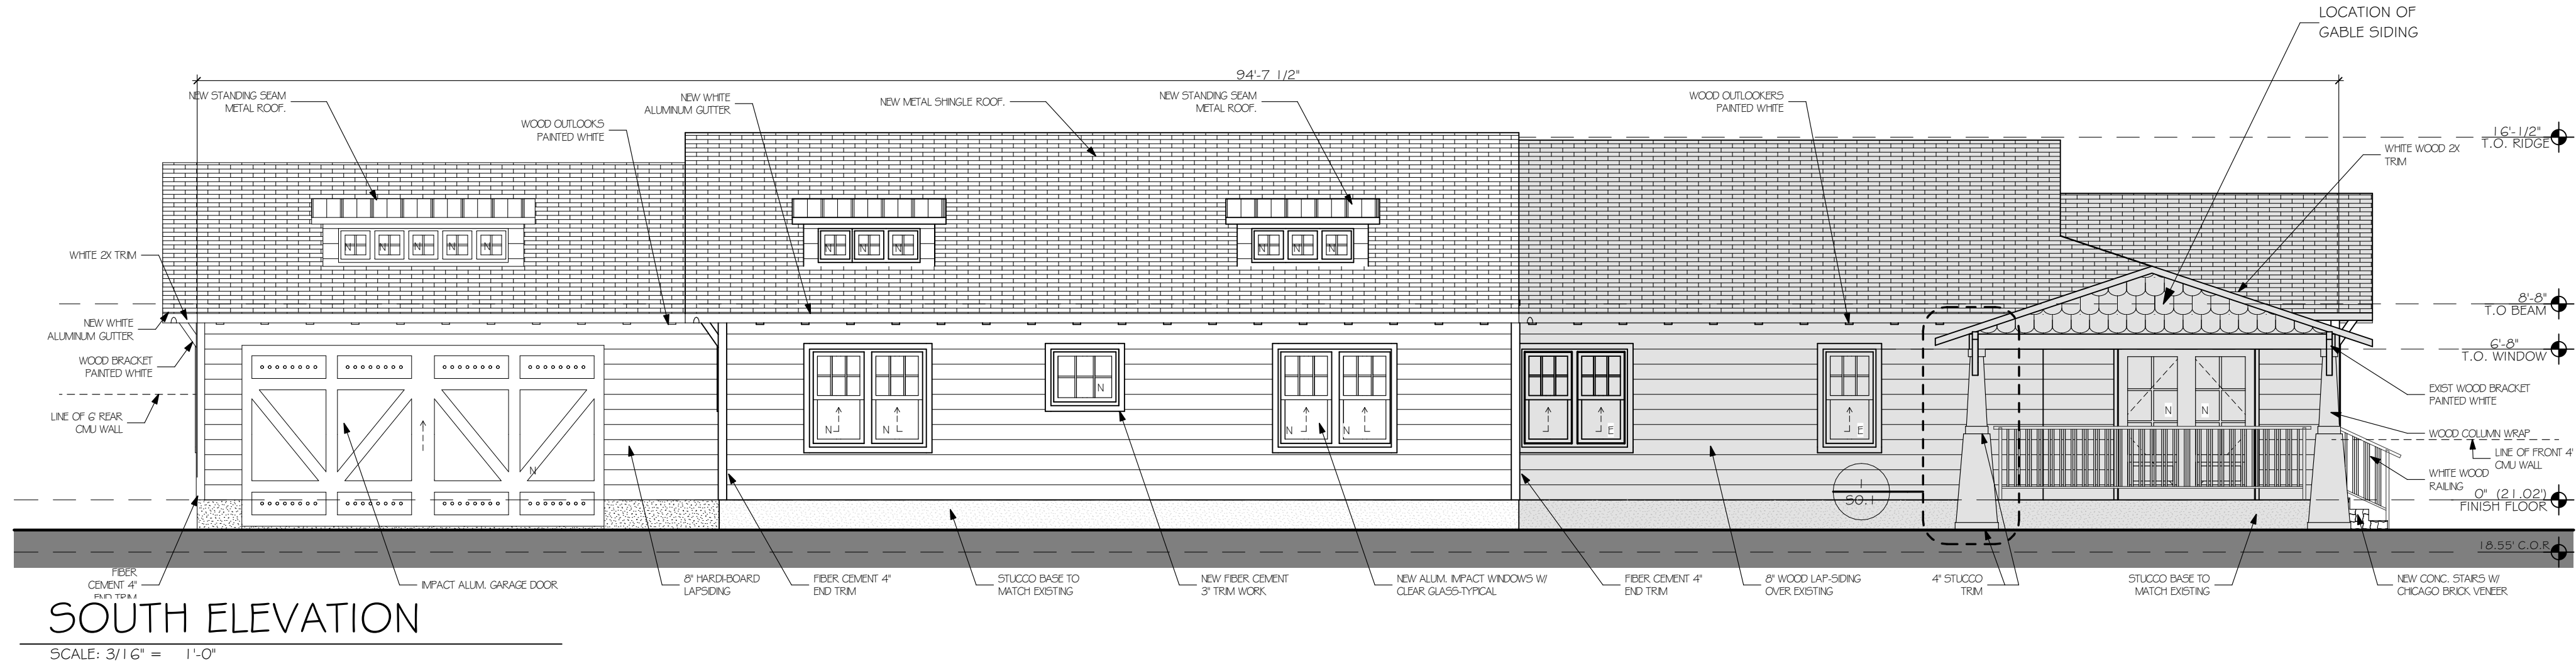 LOCATION OF
GABLE SIDING
94'-7 1/2"
NEW STANDING SEAM
METAL ROOF.
WOOD OUTLOOKS
PAINTED WHITE
NEW WHITE
ALUMINUM GUTTER
NEW METAL SHINGLE ROOF.
NEW STANDING SEAM
METAL ROOF.
WOOD OUTLOOKERS
PAINTED WHITE
16'-1/2"
T.O. RIDGE
WHITE WOOD 2X
TRIM
N N N N N
N N N
N N N
WHITE 2X TRIM
8'-8"
T.O BEAM
NEW WHITE
ALUMINUM GUTTER
6'-8"
T.O. WINDOW
WOOD BRACKET
PAINTED WHITE
EXIST WOOD BRACKET
PAINTED WHITE
LINE OF 6' REAR
CMU WALL
N
N N
WOOD COLUMN WRAP
N N
N N
E
E
LINE OF FRONT 4'
CMU WALL
WHITE WOOD
RAILING
N
1
S0.1
0" (21.02')
FINISH FLOOR
18.55' C.O.R
FIBER
CEMENT 4"
END TRIM
IMPACT ALUM. GARAGE DOOR
8" HARDI-BOARD
LAPSIDING
FIBER CEMENT 4"
END TRIM
STUCCO BASE TO
MATCH EXISTING
NEW FIBER CEMENT
3" TRIM WORK
NEW ALUM. IMPACT WINDOWS W/
CLEAR GLASS-TYPICAL
FIBER CEMENT 4"
END TRIM
8" WOOD LAP-SIDING
OVER EXISTING
4" STUCCO
TRIM
STUCCO BASE TO
MATCH EXISTING
NEW CONC. STAIRS W/
CHICAGO BRICK VENEER
SOUTH ELEVATION
SCALE: 3/16" = 1'-0"